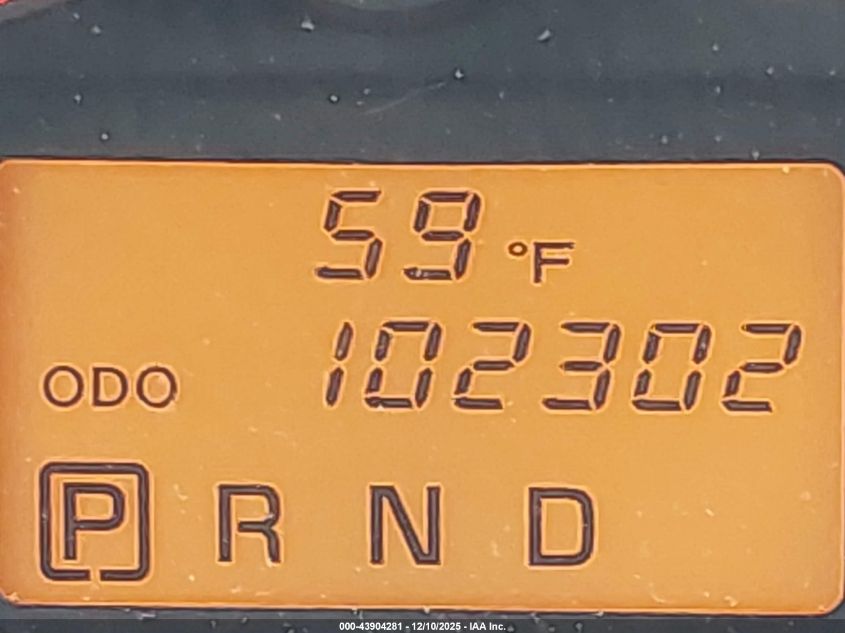 59 °F
ODO 102302
P R N D
000-43904281 - 12/10/2025 - IAA Inc.